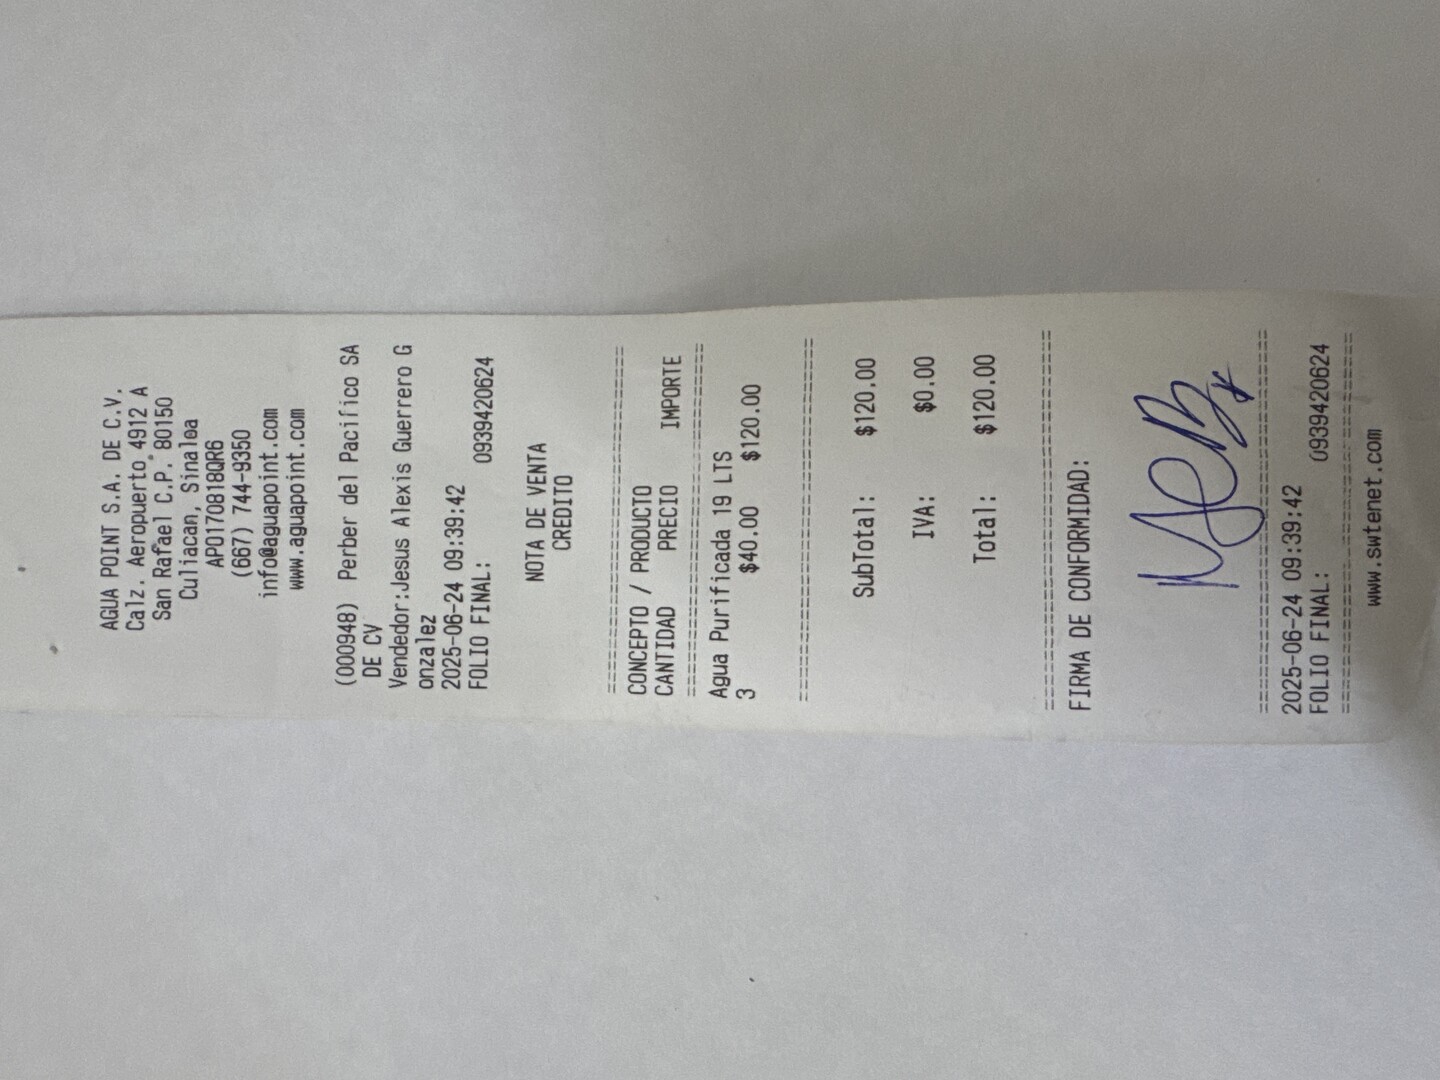 AGUA POINT S.A. DE C.V.
Calz. Aeropuerto 4912 A
San Rafael C.P. 80150
Culiacan, Sinaloa
APO170818QR6
(667) 744-9350
info@aguapoint.com
www.aguapoint.com
(000948) Perber del Pacifico SA
DE CV
Vendedor:Jesus Alexis Guerrero G
onzalez
2025-06-24 09:39:42
FOLIO FINAL: 0939420624
NOTA DE VENTA
CREDITO
================================
CONCEPTO / PRODUCTO
CANTIDAD PRECIO IMPORTE
================================
Agua Purificada 19 LTS
3 $40.00 $120.00
================================
SubTotal: $120.00
IVA: $0.00
Total: $120.00
================================
FIRMA DE CONFORMIDAD:
================================
2025-06-24 09:39:42
FOLIO FINAL: 0939420624
================================
www.swtenet.com